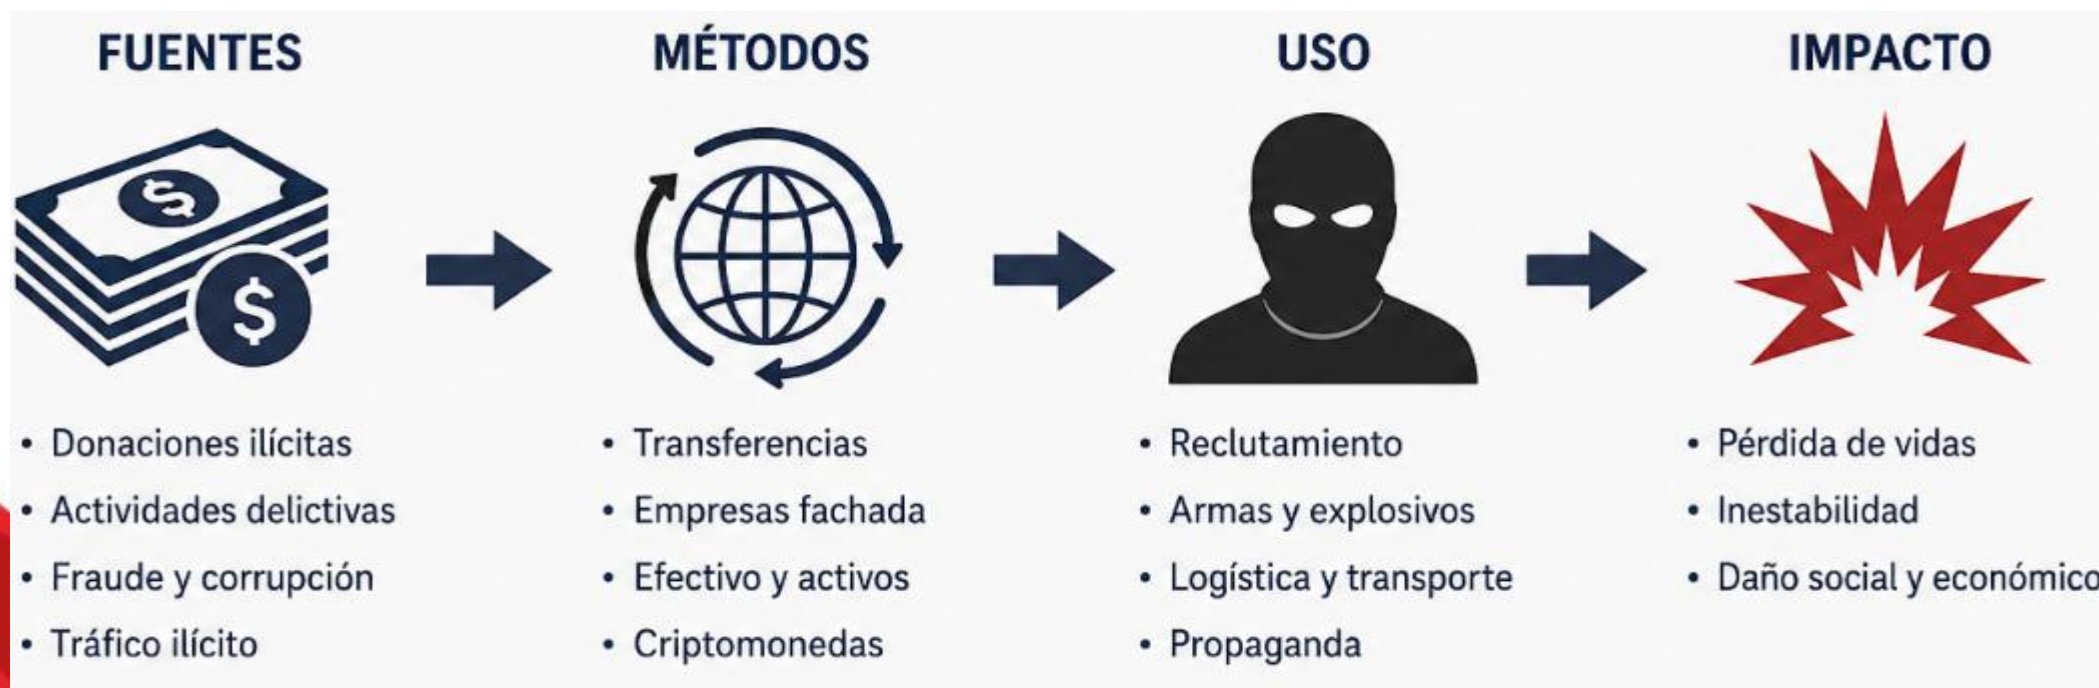 FUENTES
$
$
• Donaciones ilícitas
• Actividades delictivas
• Fraude y corrupción
• Tráfico ilícito
MÉTODOS
• Transferencias
• Empresas fachada
• Efectivo y activos
• Criptomonedas
USO
• Reclutamiento
• Armas y explosivos
• Logística y transporte
• Propaganda
IMPACTO
• Pérdida de vidas
• Inestabilidad
• Daño social y económico